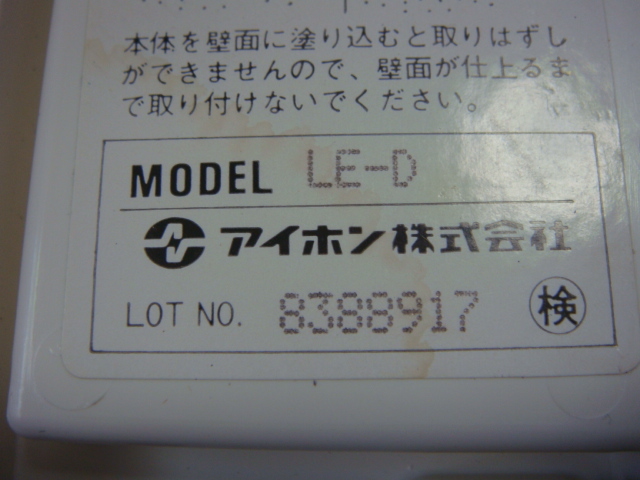 本体を壁面に塗り込むと取りはずし
ができませんので、壁面が仕上るま
で取り付けないでください。
MODEL LE-D
アイホン株式会社
LOT NO. 8388917 検